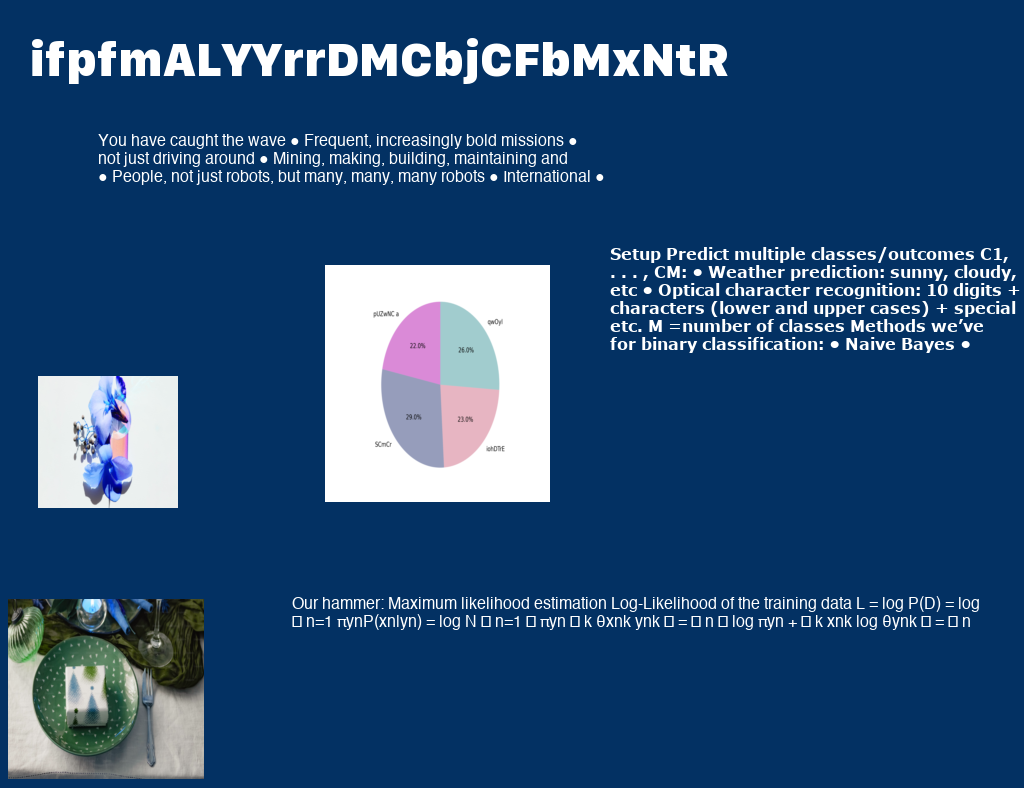 ifpfmALYYrrDMCbjCFbMxNtR
You have caught the wave ● Frequent, increasingly bold missions ●
not just driving around ● Mining, making, building, maintaining and
● People, not just robots, but many, many, many robots ● International ●
Setup Predict multiple classes/outcomes C1,
. . . , CM: • Weather prediction: sunny, cloudy,
etc • Optical character recognition: 10 digits +
characters (lower and upper cases) + special
etc. M =number of classes Methods we’ve
for binary classification: • Naive Bayes •
pUZwNC a
qwOyI
22.0%
26.0%
29.0%
23.0%
SCmCr
iohDTrE
Our hammer: Maximum likelihood estimation Log-Likelihood of the training data L = log P(D) = log
n=1 πynP(xnlyn) = log N n=1 πyn k θxnk ynk = n log πyn + k xnk log θynk = n